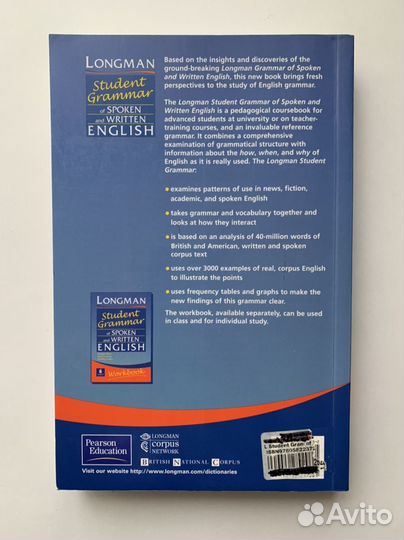 LONGMAN
Student
Grammar
of SPOKEN
and WRITTEN
ENGLISH
Based on the insights and discoveries of the
ground-breaking Longman Grammar of Spoken
and Written English, this new book brings fresh
perspectives to the study of English grammar.
The Longman Student Grammar of Spoken and
Written English is a pedagogical coursebook for
advanced students at university or on teacher-
training courses, and an invaluable reference
grammar. It combines a comprehensive
examination of grammatical structure with
information about the how, when, and why of
English as it is really used. The Longman Student
Grammar:
• examines patterns of use in news, fiction,
academic, and spoken English
• takes grammar and vocabulary together and
looks at how they interact
• is based on an analysis of 40-million words of
British and American, written and spoken
corpus text
• uses over 3000 examples of real, corpus English
to illustrate the points
• uses frequency tables and graphs to make the
new findings of this grammar clear.
The workbook, available separately, can be used
in class and for individual study.
LONGMAN
Student
Grammar
of SPOKEN
and WRITTEN
ENGLISH
Workbook
Pearson
Education
LONGMAN
corpus
NETWORK
BRITISH NATIONAL CORPUS
Visit our website http://www.longman.com/dictionaries
L Student Gram of
Avito